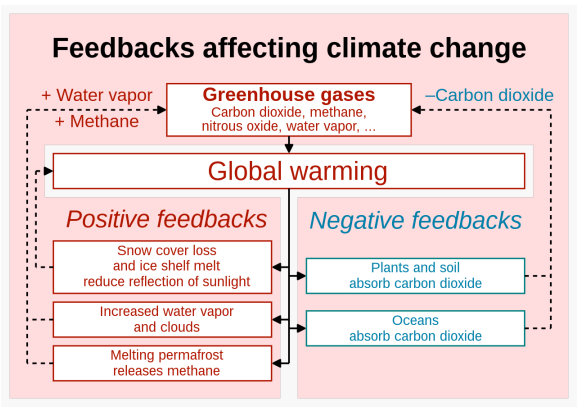 Feedbacks affecting climate change
+ Water vapor
+ Methane
Greenhouse gases
Carbon dioxide, methane,
nitrous oxide, water vapor, …
–Carbon dioxide
Global warming
Positive feedbacks
Snow cover loss
and ice shelf melt
reduce reflection of sunlight
Increased water vapor
and clouds
Melting permafrost
releases methane
Negative feedbacks
Plants and soil
absorb carbon dioxide
Oceans
absorb carbon dioxide